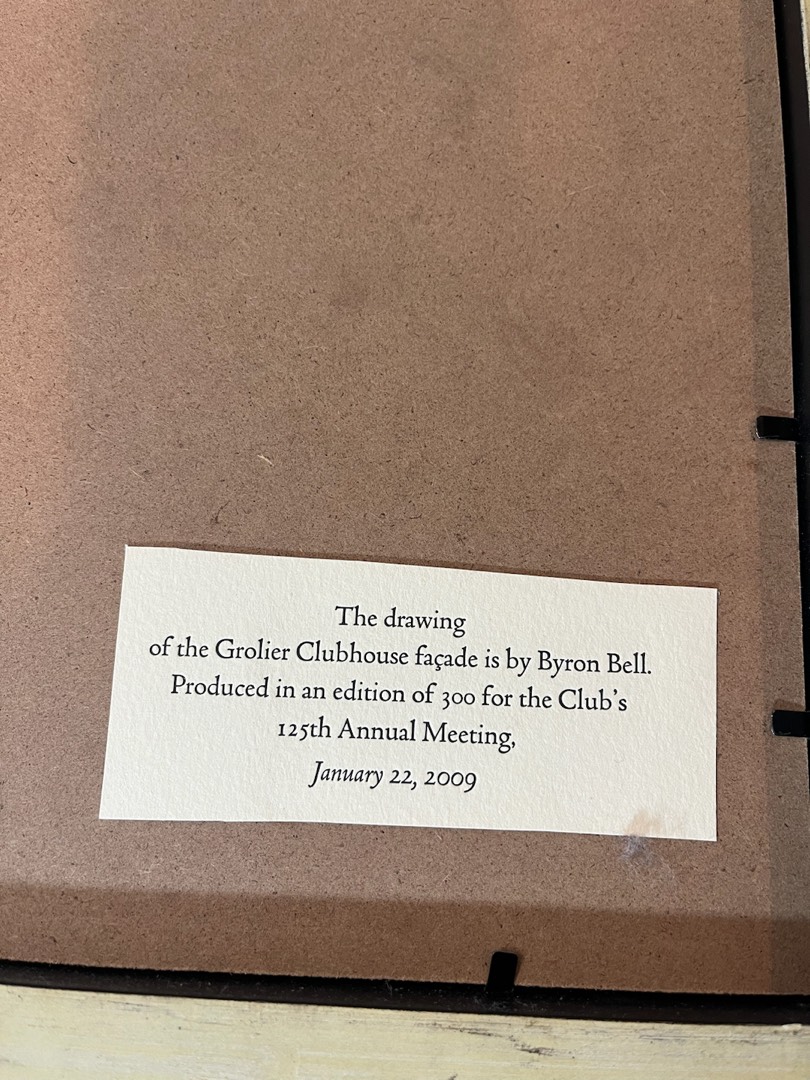 The drawing
of the Grolier Clubhouse façade is by Byron Bell.
Produced in an edition of 300 for the Club’s
125th Annual Meeting,
January 22, 2009